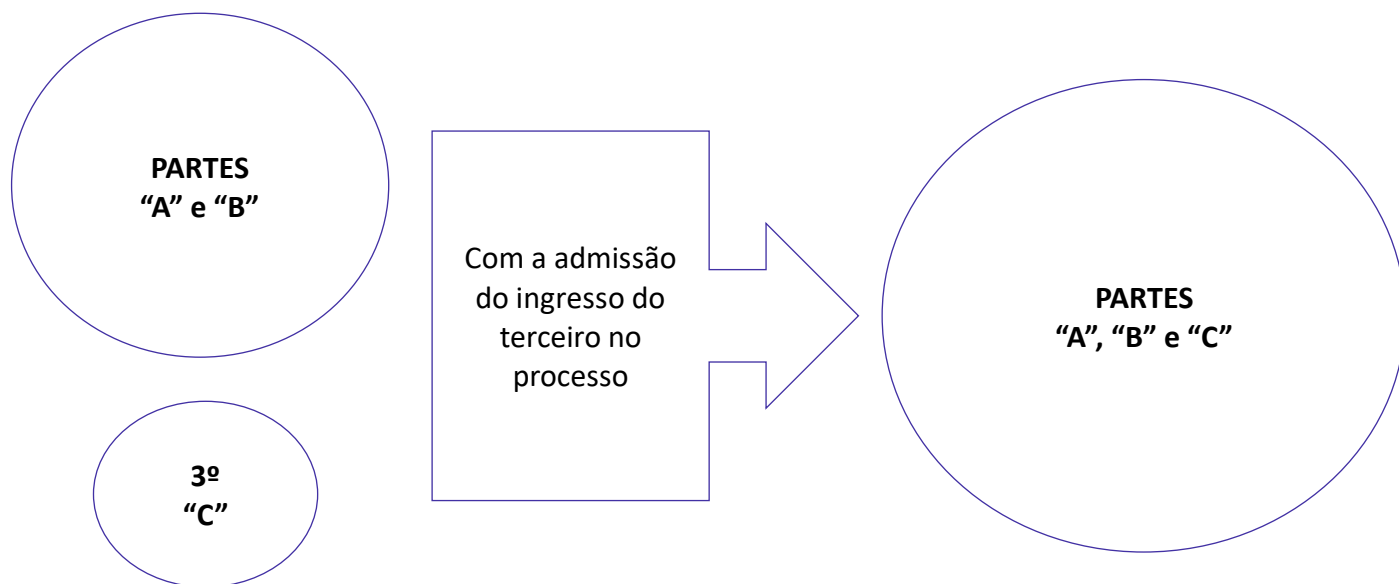 PARTES
“A” e “B”
3º
“C”
Com a admissão
do ingresso do
terceiro no
processo
PARTES
“A”, “B” e “C”